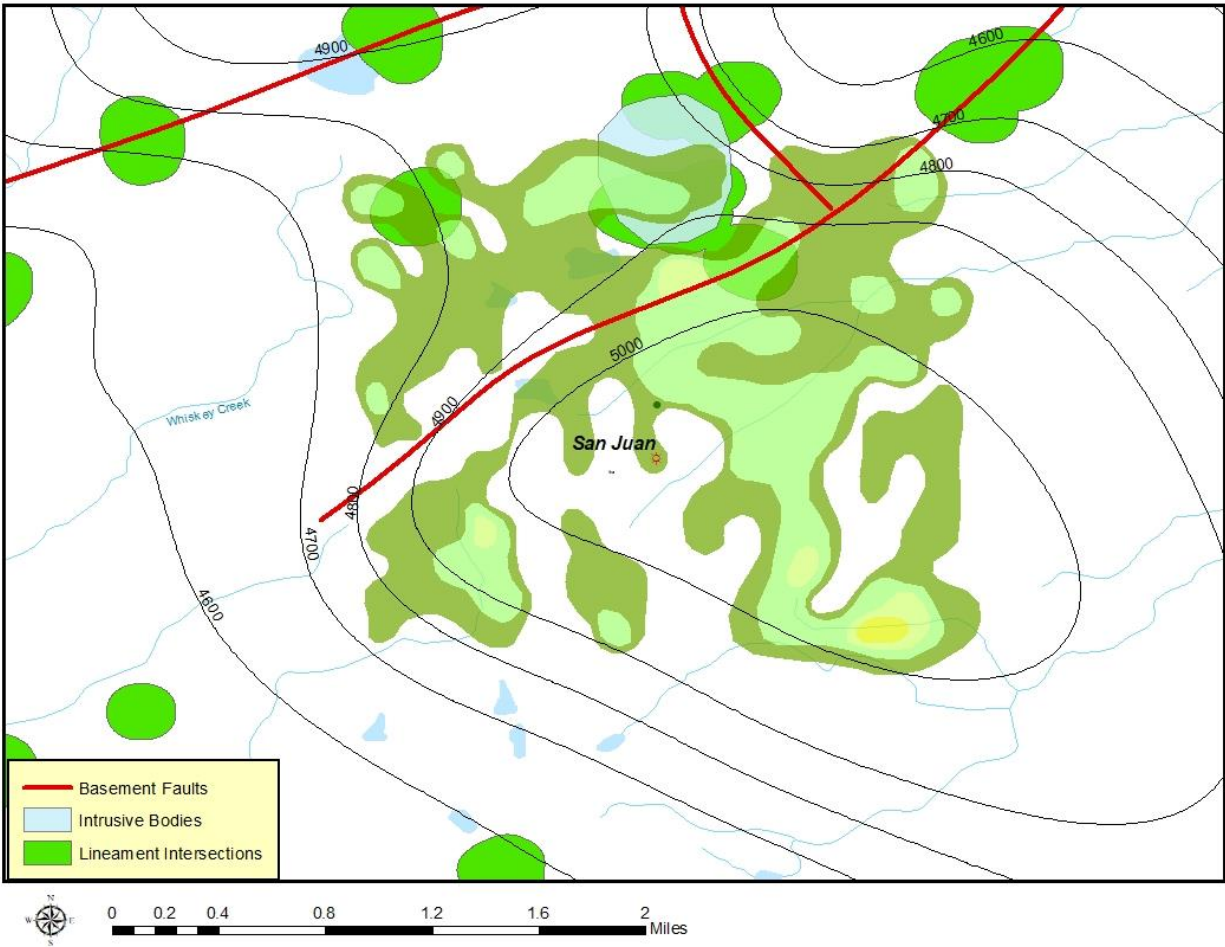 4900
4600
4700
4800
5000
4900
Whiskey Creek
San Juan
4800
4700
4600
Basement Faults
Intrusive Bodies
Lineament Intersections
N
W
E
S
0 0.2 0.4 0.8 1.2 1.6 2
Miles